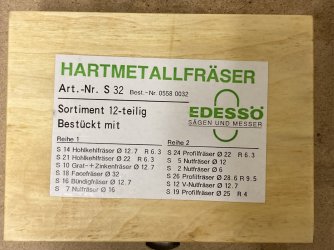 HARTMETALLFRÄSER
Art.-Nr. S 32 Best.-Nr. 0558 0032
Sortiment 12-teilig
Bestückt mit
EDESSÖ
SÄGEN UND MESSER
Reihe 1
S 14 Hohlkehlfräser Ø 12.7 R 6.3
S 21 Hohlkehlfräser Ø 22 R 6.3
S 10 Grat-+Zinkenfräser Ø 12.7
S 18 Fasefräser Ø 32
S 16 Bündigfräser Ø 12.7
S 7 Nutfräser Ø 16
Reihe 2
S 24 Profilfräser Ø 22 R 6.3
S 5 Nutfräser Ø 12
S 2 Nutfräser Ø 6
S 26 Profilfräser Ø 28.6 R 9.5
S 12 V-Nutfräser Ø 12.7
S 19 Profilfräser Ø 25 R 4